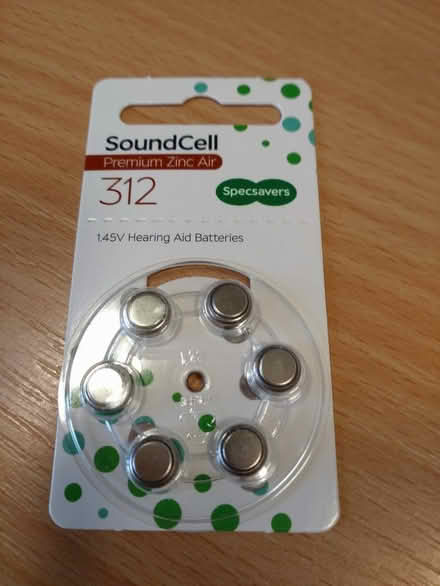 SoundCell
Premium Zinc Air
312
Specsavers
1.45V Hearing Aid Batteries